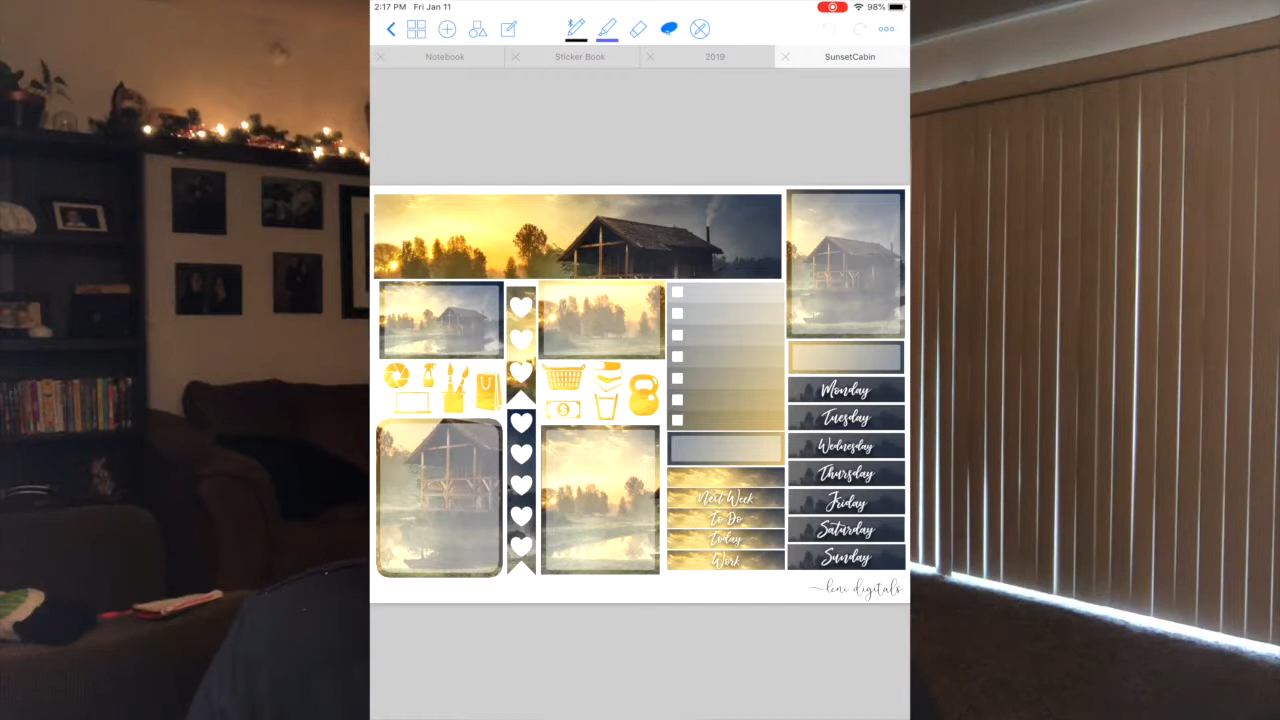 2:17 PM Fri Jan 11
98%
Notebook
Sticker Book
2019
SunsetCabin
Monday
Tuesday
Wednesday
Thursday
Friday
Saturday
Sunday
Next Week
To Do
Today
Work
leni digitals